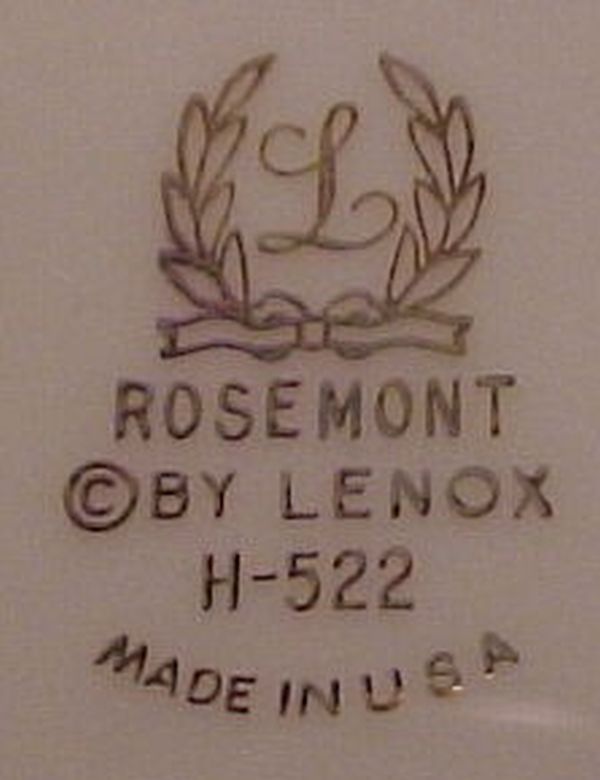 L
ROSEMONT
© BY LENOX
H-522
MADE IN USA